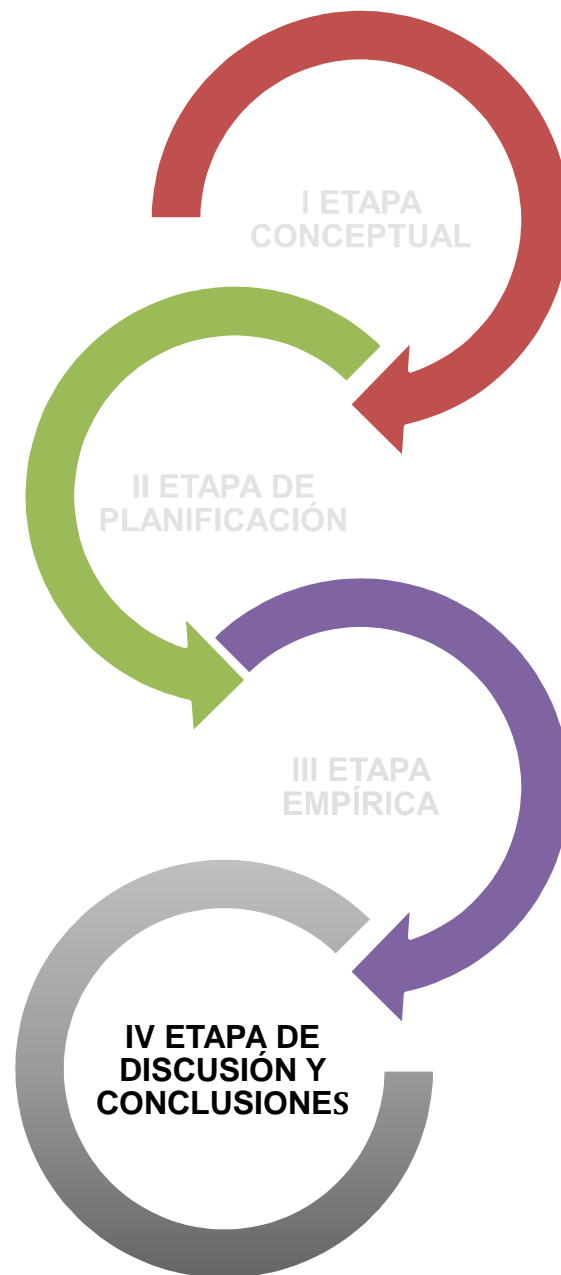 I ETAPA
CONCEPTUAL
II ETAPA DE
PLANIFICACIÓN
III ETAPA
EMPÍRICA
IV ETAPA DE
DISCUSIÓN Y
CONCLUSIONES